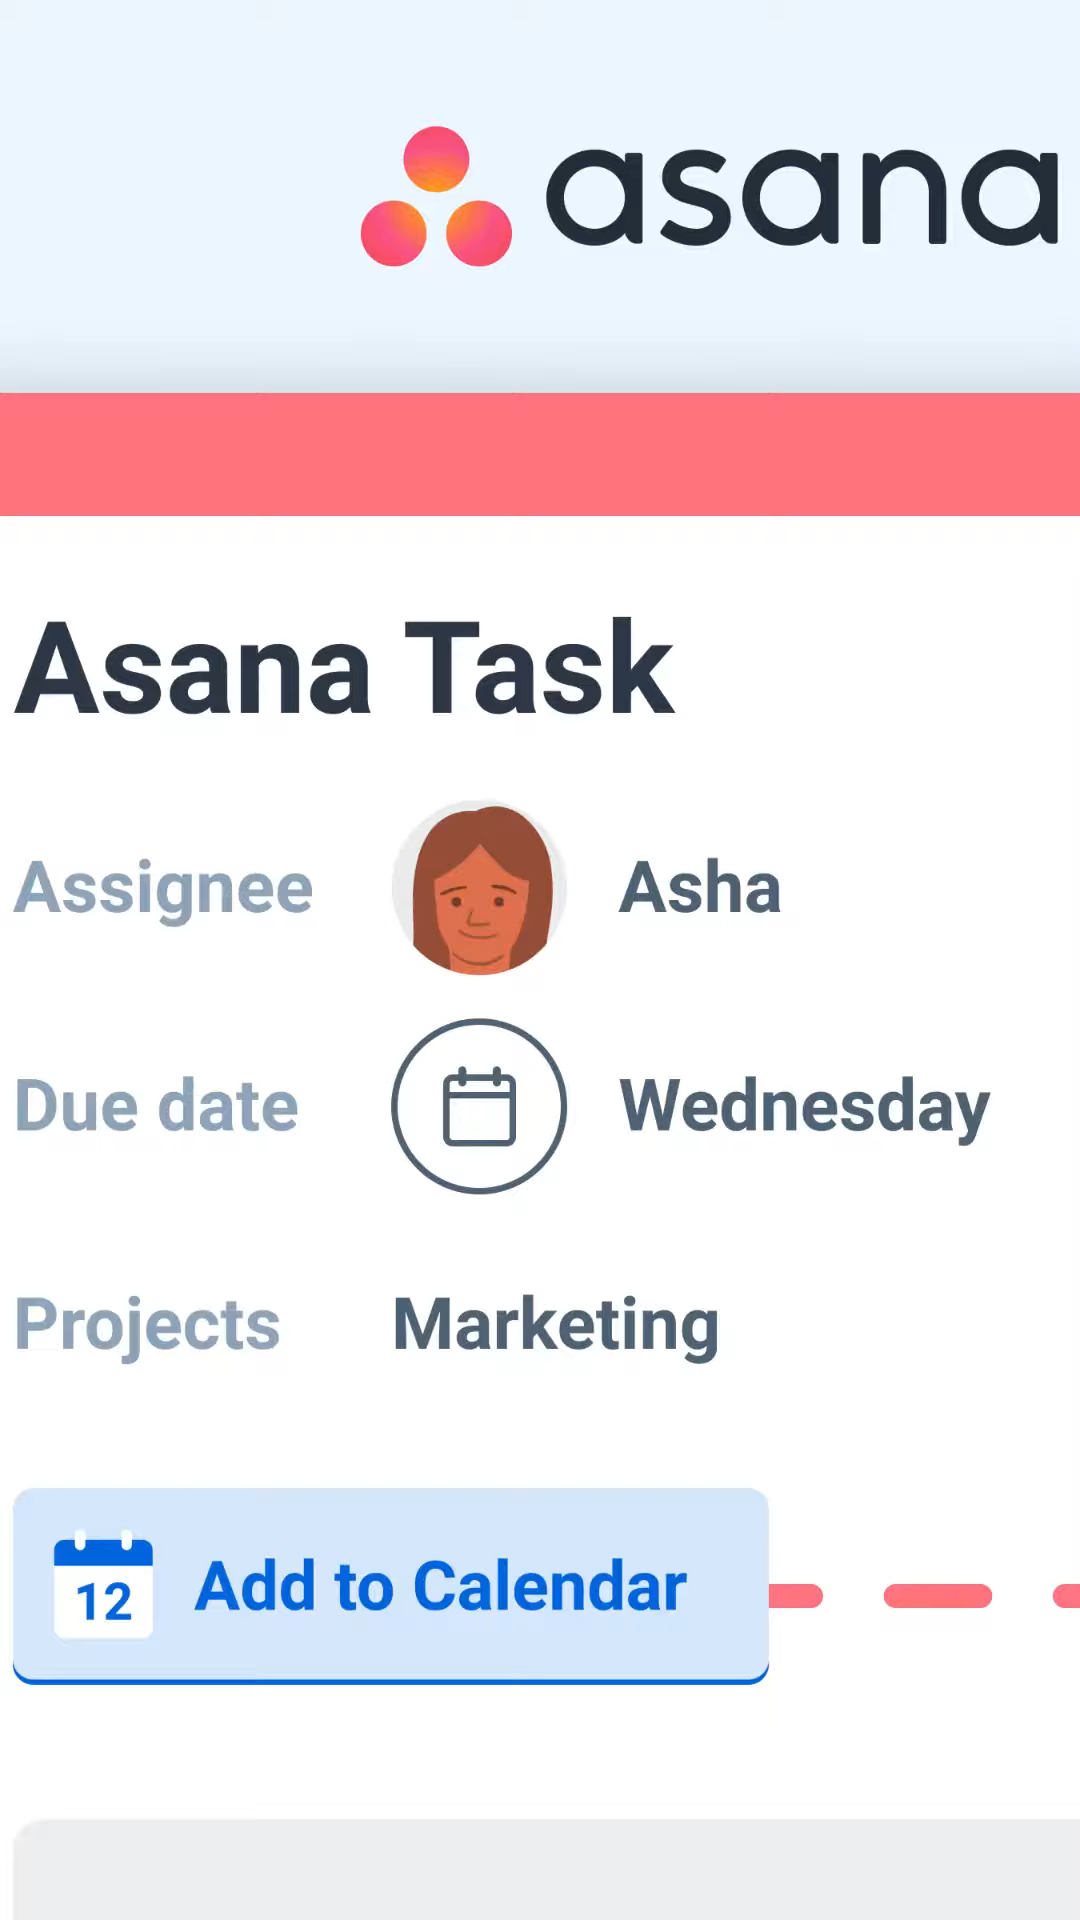 asana
Asana Task
Assignee Asha
Due date Wednesday
Projects Marketing
12 Add to Calendar